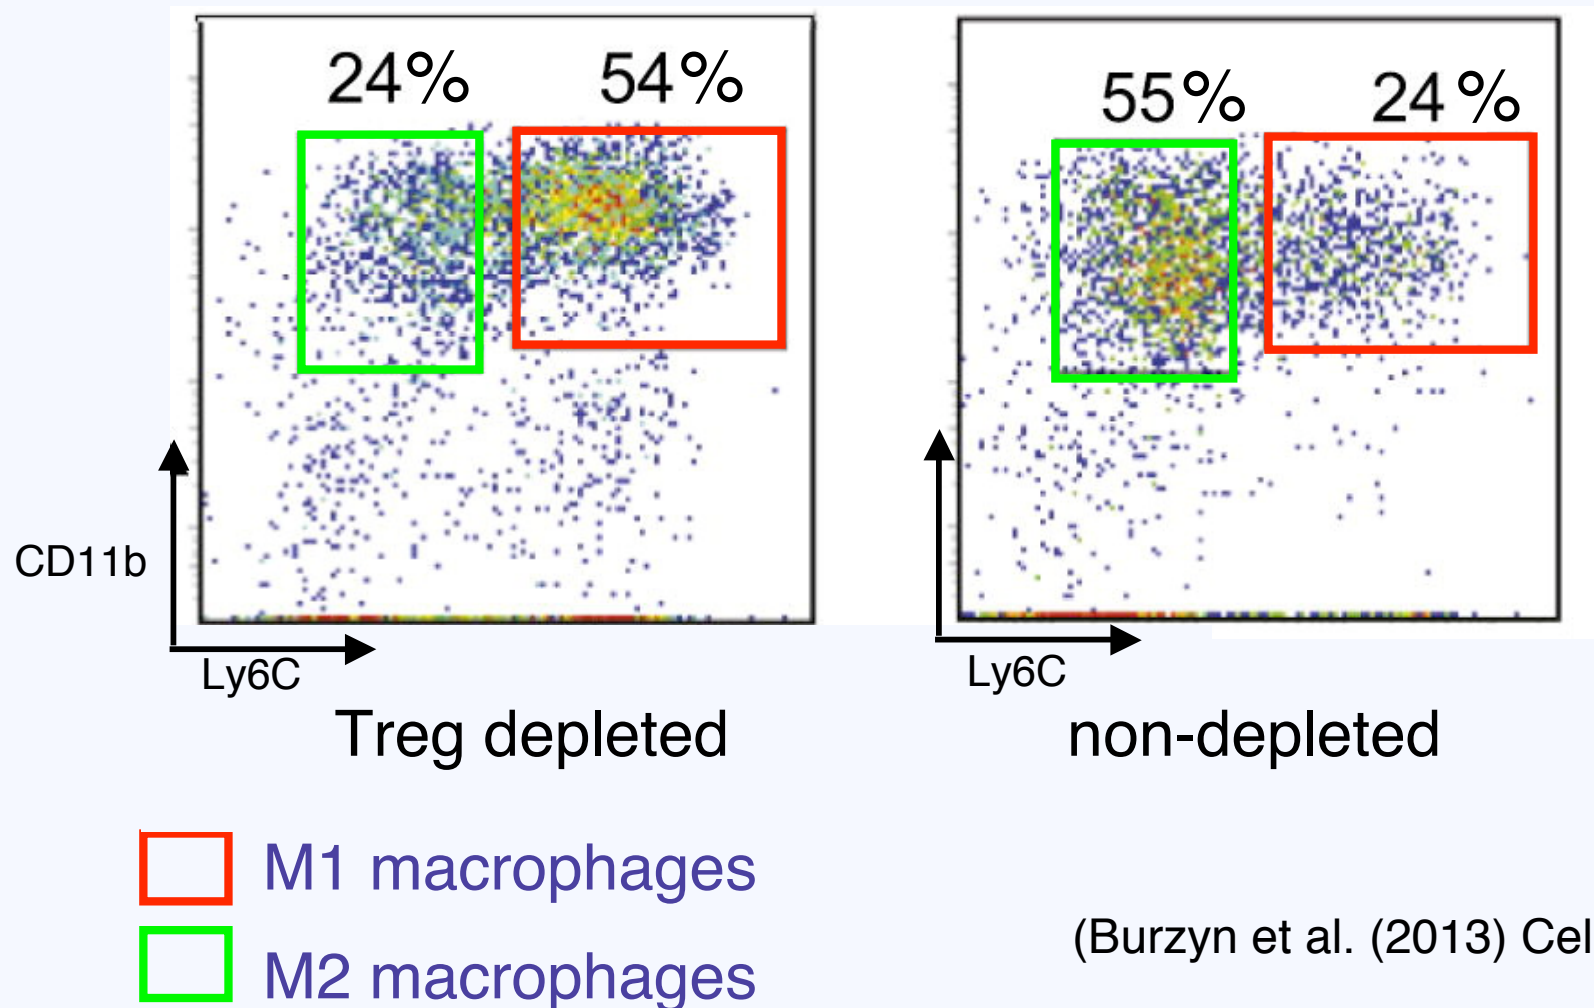 24% 54%
55% 24%
CD11b
Ly6C
Ly6C
Treg depleted
non-depleted
M1 macrophages
M2 macrophages
(Burzyn et al. (2013) Cel